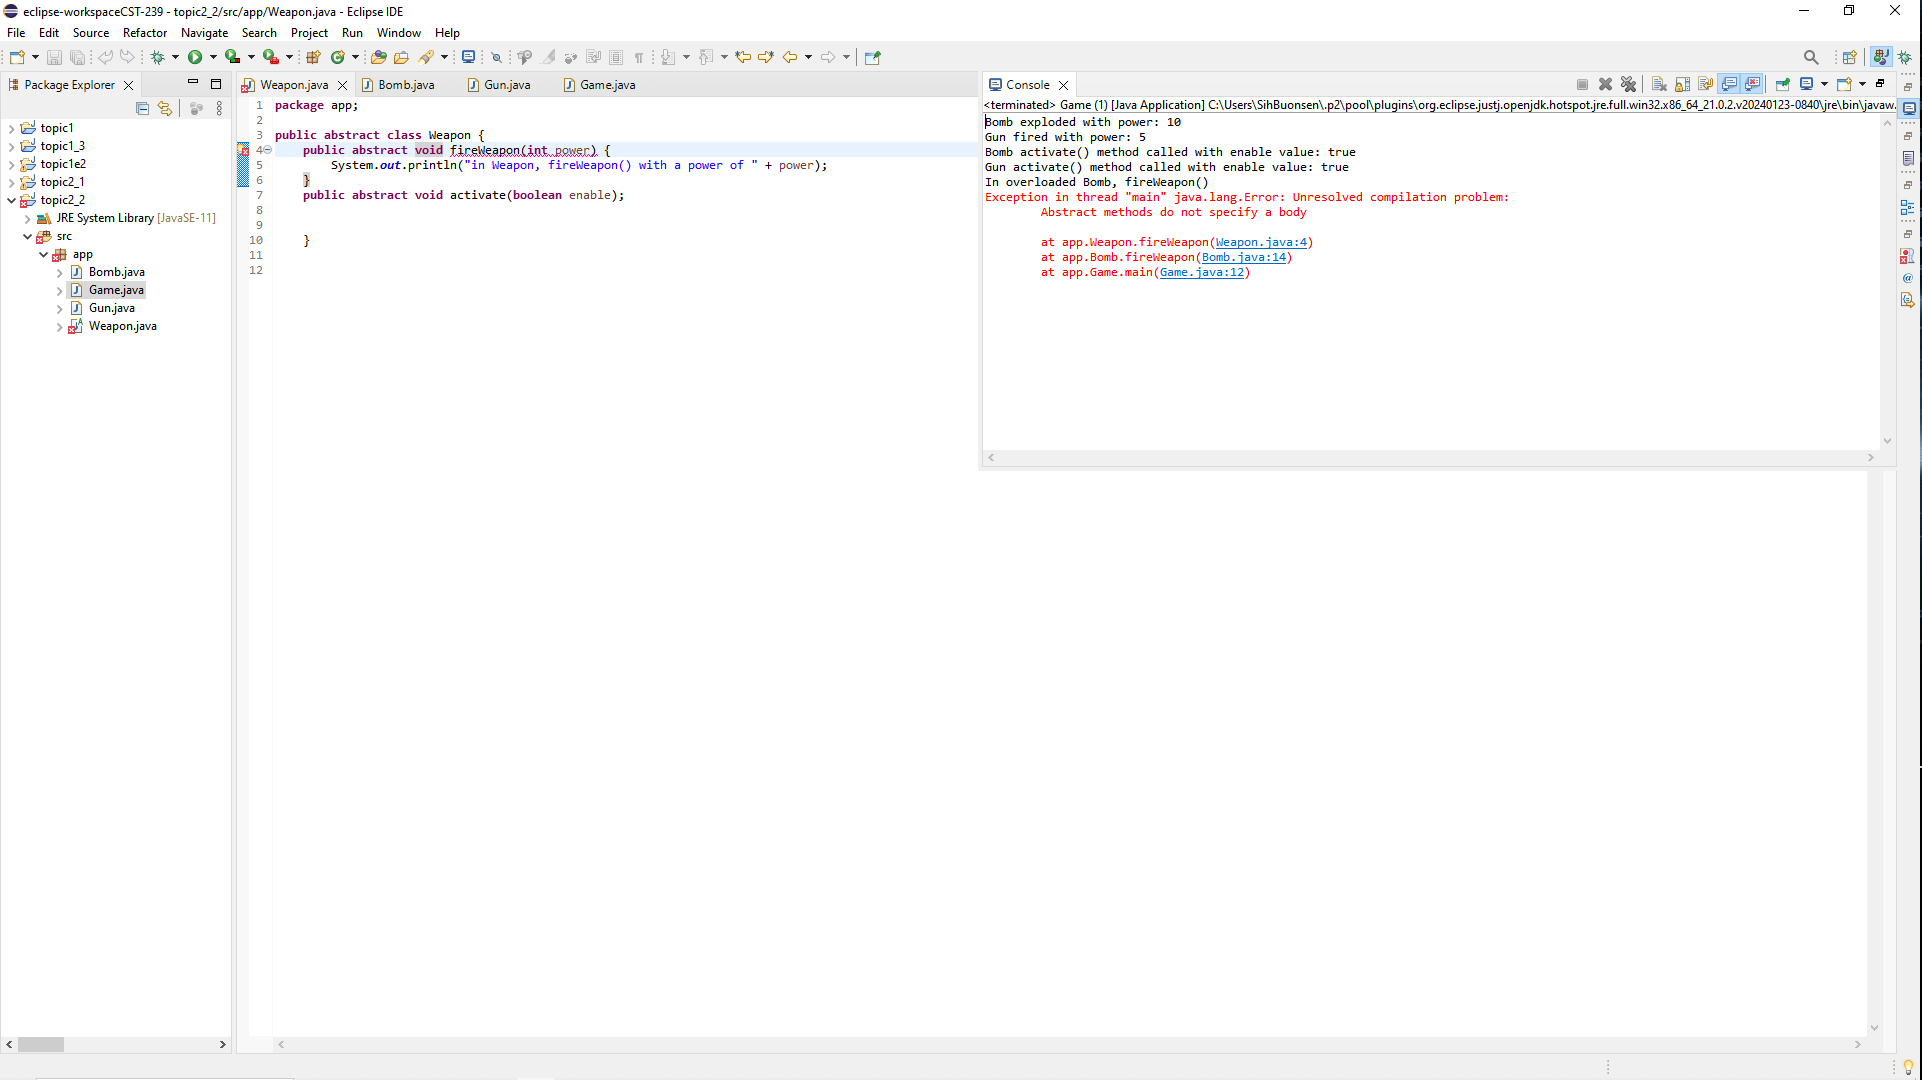 eclipse-workspaceCST-239 - topic2_2/src/app/Weapon.java - Eclipse IDE
File Edit Source Refactor Navigate Search Project Run Window Help
Package Explorer
topic1
topic1_3
topic1e2
topic2_1
topic2_2
JRE System Library [JavaSE-11]
src
app
Bomb.java
Game.java
Gun.java
Weapon.java
Weapon.java Bomb.java Gun.java Game.java
1 package app;
2
3 public abstract class Weapon {
4 public abstract void fireWeapon(int power) {
5 System.out.println("in Weapon, fireWeapon() with a power of " + power);
6 }
7 public abstract void activate(boolean enable);
8
9
10 }
11
12
Console
<terminated> Game (1) [Java Application] C:\Users\SihBuonsen\.p2\pool\plugins\org.eclipse.justj.openjdk.hotspot.jre.full.win32.x86_64_21.0.2.v20240123-0840\jre\bin\javaw.
Bomb exploded with power: 10
Gun fired with power: 5
Bomb activate() method called with enable value: true
Gun activate() method called with enable value: true
In overloaded Bomb, fireWeapon()
Exception in thread "main" java.lang.Error: Unresolved compilation problem:
Abstract methods do not specify a body
at app.Weapon.fireWeapon(Weapon.java:4)
at app.Bomb.fireWeapon(Bomb.java:14)
at app.Game.main(Game.java:12)